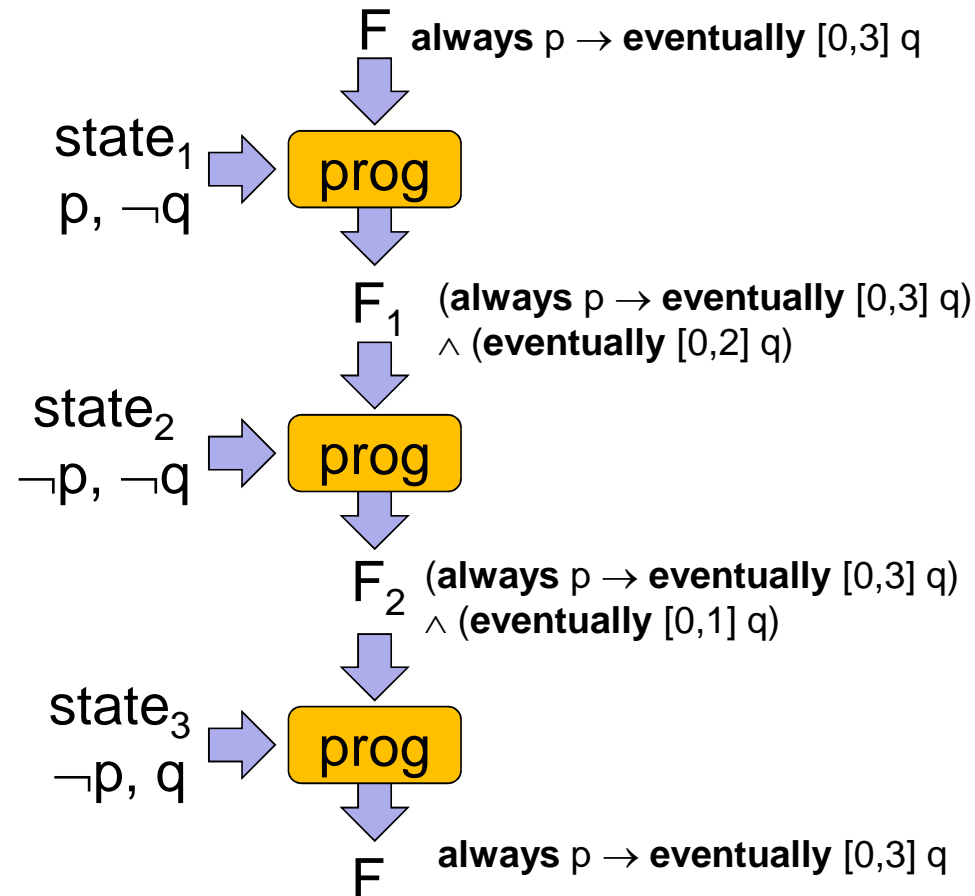 F always p → eventually [0,3] q
state₁
p, ¬q
prog
F₁ (always p → eventually [0,3] q)
∧ (eventually [0,2] q)
state₂
¬p, ¬q
prog
F₂ (always p → eventually [0,3] q)
∧ (eventually [0,1] q)
state₃
¬p, q
prog
F always p → eventually [0,3] q